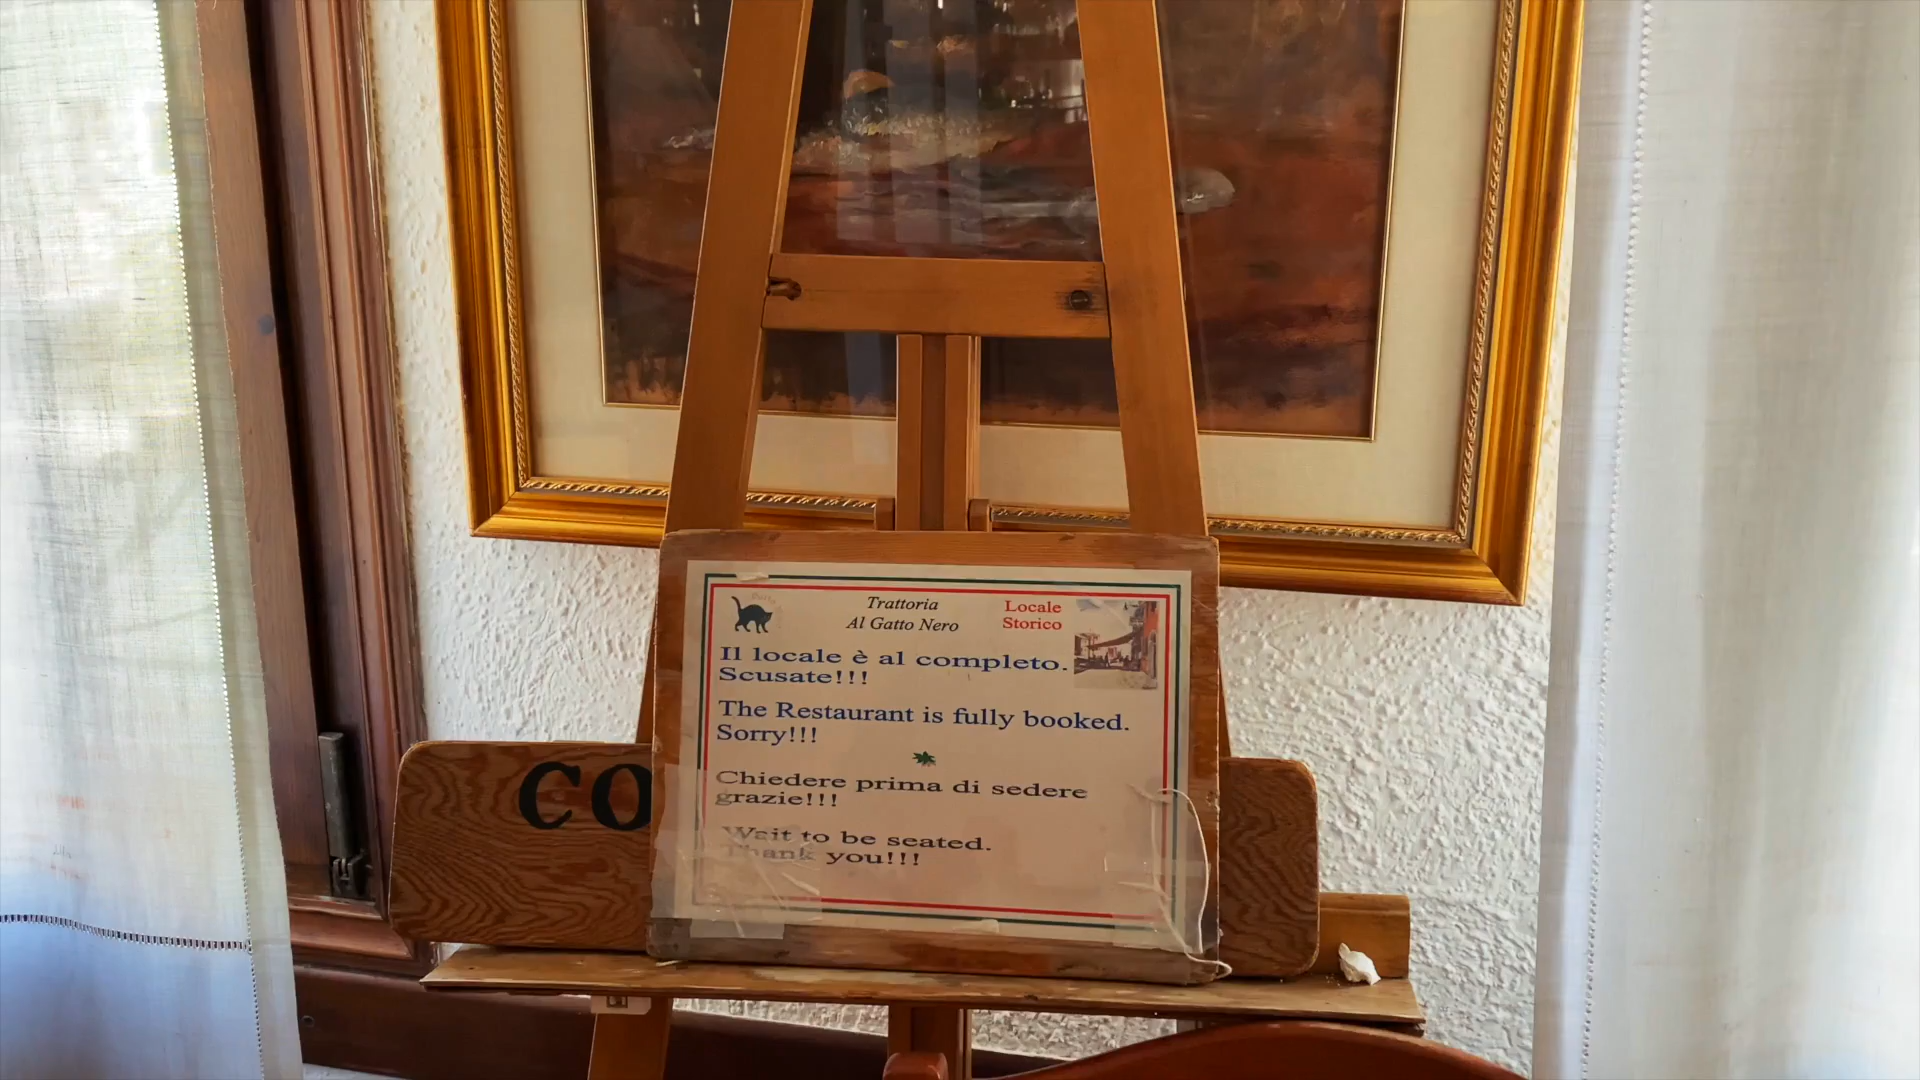 Trattoria
Al Gatto Nero
Locale
Storico
Il locale è al completo.
Scusate!!!
The Restaurant is fully booked.
Sorry!!!
Chiedere prima di sedere
grazie!!!
Wait to be seated.
Thank you!!!
CO